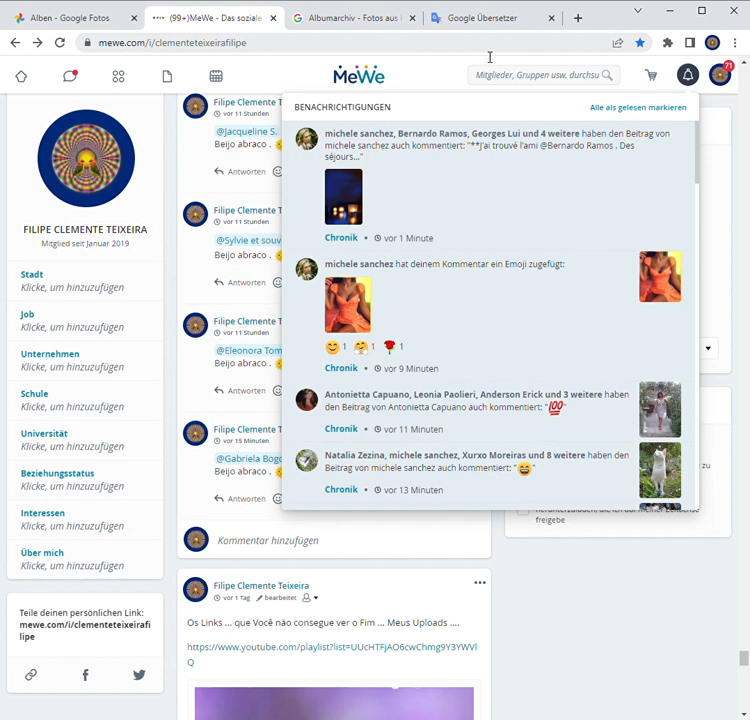 Alben - Google Fotos
(99+)MeWe - Das soziale
Albumarchiv - Fotos aus
Google Übersetzer
mewe.com/i/clementeteixeirafilipe
MeWe
Mitglieder, Gruppen usw. durchsu
71
BENACHRICHTIGUNGEN
Alle als gelesen markieren
michele sanchez, Bernardo Ramos, Georges Lui und 4 weitere haben den Beitrag von
michele sanchez auch kommentiert: "**J'ai trouvé l'ami @Bernardo Ramos . Des
séjours..."
Chronik • vor 1 Minute
michele sanchez hat deinem Kommentar ein Emoji zugefügt:
😊 1 🤗 1 🌹 1
Chronik • vor 9 Minuten
Antonietta Capuano, Leonia Paolieri, Anderson Erick und 3 weitere haben
den Beitrag von Antonietta Capuano auch kommentiert: "💯"
Chronik • vor 11 Minuten
Natalia Zezina, michele sanchez, Xurxo Moreiras und 8 weitere haben den
Beitrag von michele sanchez auch kommentiert: "😄"
Chronik • vor 13 Minuten
FILIPE CLEMENTE TEIXEIRA
Mitglied seit Januar 2019
Stadt
Klicke, um hinzuzufügen
Job
Klicke, um hinzuzufügen
Unternehmen
Klicke, um hinzuzufügen
Schule
Klicke, um hinzuzufügen
Universität
Klicke, um hinzuzufügen
Beziehungsstatus
Klicke, um hinzuzufügen
Interessen
Klicke, um hinzuzufügen
Über mich
Klicke, um hinzuzufügen
Teile deinen persönlichen Link:
mewe.com/i/clementeteixeirafi
lipe
Filipe Clemente T
vor 11 Stunden
@Jacqueline S.
Beijo abraco .
Antworten
Filipe Clemente T
vor 11 Stunden
@Sylvie et souv
Beijo abraco .
Antworten
Filipe Clemente T
vor 11 Stunden
@Eleonora Tom
Beijo abraco .
Antworten
Filipe Clemente T
vor 15 Minuten
@Gabriela Bogd
Beijo abraco .
Antworten
Kommentar hinzufügen
Filipe Clemente Teixeira
vor 1 Tag bearbeitet
Os Links ... que Você não consegue ver o Fim ... Meus Uploads ....
https://www.youtube.com/playlist?list=UUcHTFjAO6cwChmg9Y3YWVl
Q
zu
freigebe